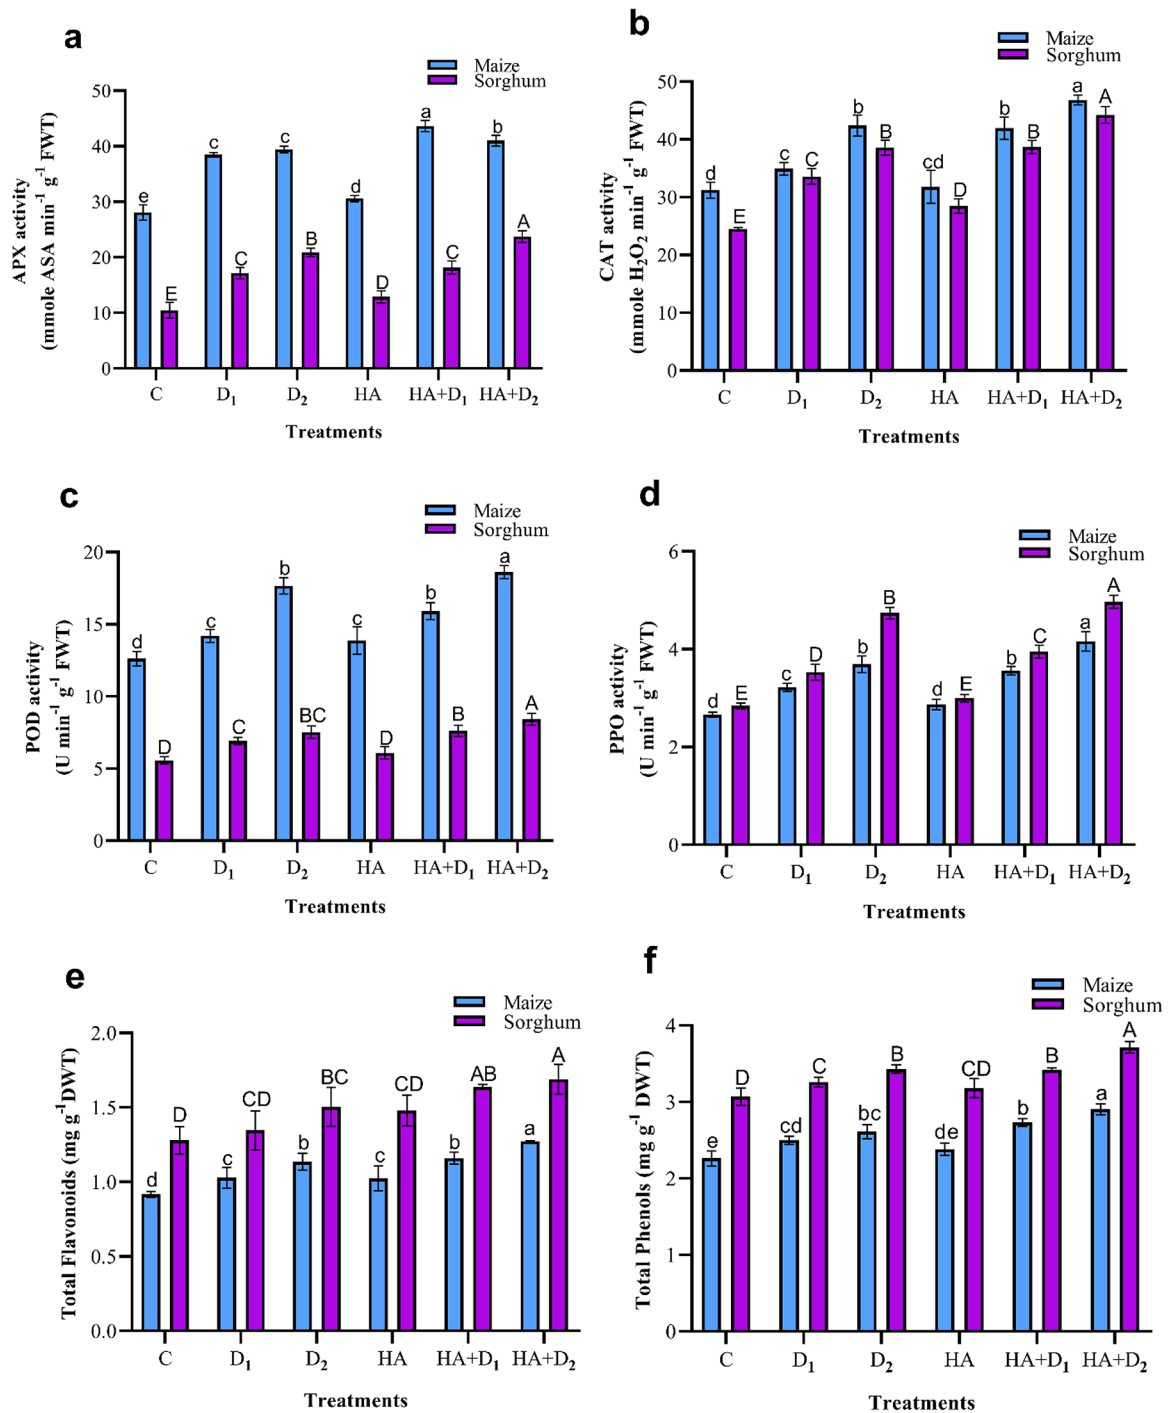 a
Maize
Sorghum
APX activity
(mmole ASA min⁻¹ g⁻¹ FWT)
50
40
30
20
10
0
e E c C c B d D a C b A
C D₁ D₂ HA HA+D₁ HA+D₂
Treatments
b
Maize
Sorghum
CAT activity
(mmole H₂O₂ min⁻¹ g⁻¹ FWT)
50
40
30
20
10
0
d E c C b B cd D b B a A
C D₁ D₂ HA HA+D₁ HA+D₂
Treatments
c
Maize
Sorghum
POD activity
(U min⁻¹ g⁻¹ FWT)
20
15
10
5
0
d D c C b BC c D b B a A
C D₁ D₂ HA HA+D₁ HA+D₂
Treatments
d
Maize
Sorghum
PPO activity
(U min⁻¹ g⁻¹ FWT)
6
4
2
0
d E c D b B d E b C a A
C D₁ D₂ HA HA+D₁ HA+D₂
Treatments
e
Maize
Sorghum
Total Flavonoids (mg g⁻¹DWT)
2.0
1.5
1.0
0.5
0.0
d D c CD b BC c CD b AB a A
C D₁ D₂ HA HA+D₁ HA+D₂
Treatments
f
Maize
Sorghum
Total Phenols (mg g⁻¹ DWT)
4
3
2
1
0
e D cd C bc B de CD b B a A
C D₁ D₂ HA HA+D₁ HA+D₂
Treatments